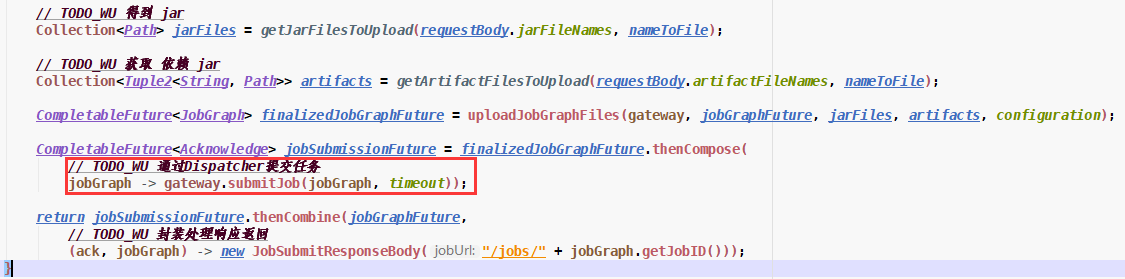 // TODO_WU 得到 jar
Collection<Path> jarFiles = getJarFilesToUpload(requestBody.jarFileNames, nameToFile);
// TODO_WU 获取 依赖 jar
Collection<Tuple2<String, Path>> artifacts = getArtifactFilesToUpload(requestBody.artifactFileNames, nameToFile);
CompletableFuture<JobGraph> finalizedJobGraphFuture = uploadJobGraphFiles(gateway, jobGraphFuture, jarFiles, artifacts, configuration);
CompletableFuture<Acknowledge> jobSubmissionFuture = finalizedJobGraphFuture.thenCompose(
// TODO_WU 通过Dispatcher提交任务
jobGraph -> gateway.submitJob(jobGraph, timeout));
return jobSubmissionFuture.thenCombine(jobGraphFuture,
// TODO_WU 封装处理响应返回
(ack, jobGraph) -> new JobSubmitResponseBody( jobUrl: "/jobs/" + jobGraph.getJobID()));
}